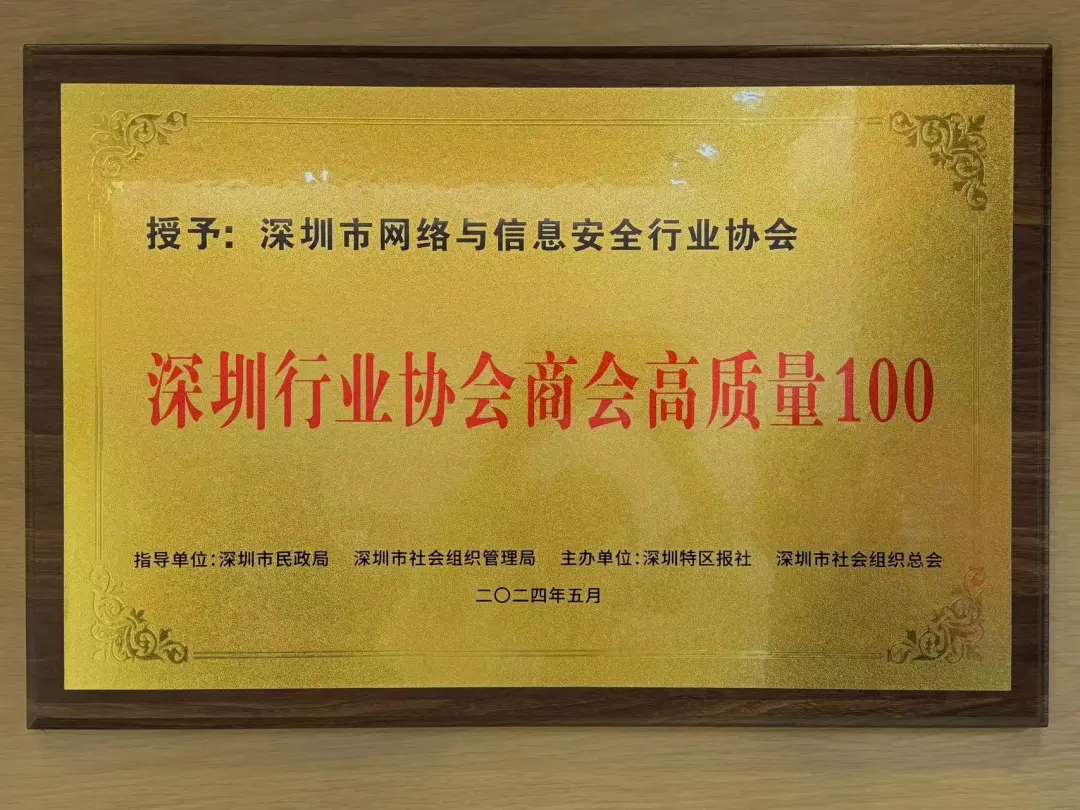 授予：深圳市网络与信息安全行业协会
深圳行业协会商会高质量100
指导单位：深圳市民政局 深圳市社会组织管理局 主办单位：深圳特区报社 深圳市社会组织总会
二〇二四年五月